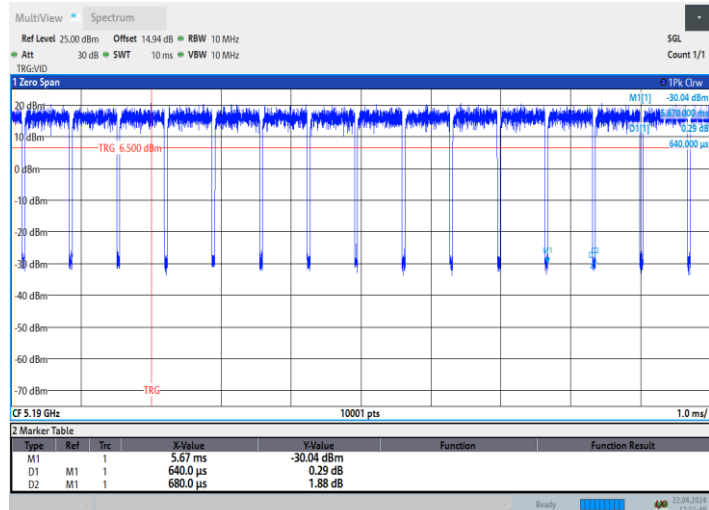 MultiView Spectrum
Ref Level 25.00 dBm Offset 14.94 dB RBW 10 MHz SGL
Att 30 dB SWT 10 ms VBW 10 MHz Count 1/1
TRG:VID
1 Zero Span 1Pk Clrw
M1[1] -30.04 dBm
20 dBm 5.670 000 ms
D1[1] 0.29 dB
10 dBm 640.000 µs
TRG 6.500 dBm
0 dBm
-10 dBm
-20 dBm
M1
-30 dBm
-40 dBm
-50 dBm
-60 dBm
-70 dBm
TRG
CF 5.19 GHz 10001 pts 1.0 ms/
2 Marker Table
Type Ref Trc X-Value Y-Value Function Function Result
M1 1 5.67 ms -30.04 dBm
D1 M1 1 640.0 µs 0.29 dB
D2 M1 1 680.0 µs 1.88 dB
Ready 22.04.2024